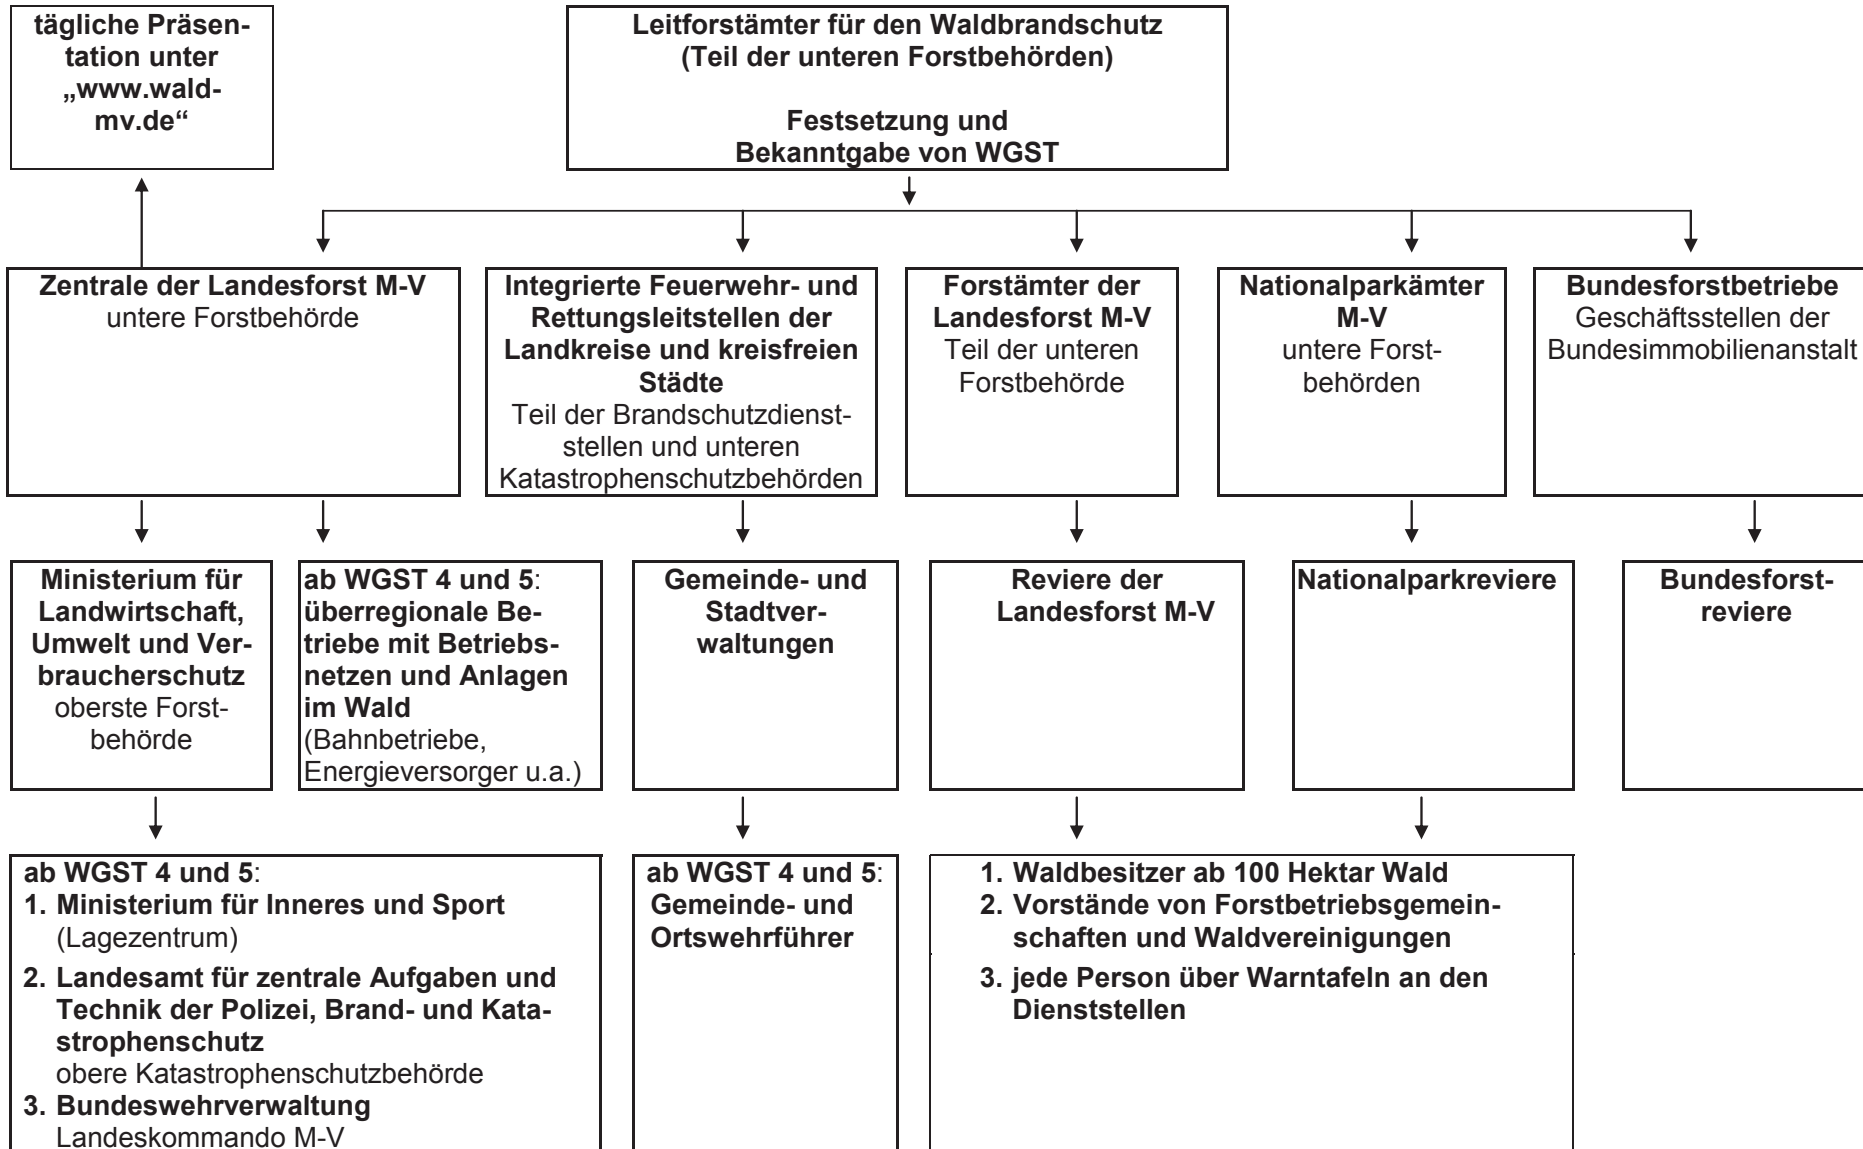 tägliche Präsen-
tation unter
„www.wald-
mv.de“
Leitforstämter für den Waldbrandschutz
(Teil der unteren Forstbehörden)
Festsetzung und
Bekanntgabe von WGST
Zentrale der Landesforst M-V
untere Forstbehörde
Integrierte Feuerwehr- und
Rettungsleitstellen der
Landkreise und kreisfreien
Städte
Teil der Brandschutzdienst-
stellen und unteren
Katastrophenschutzbehörden
Forstämter der
Landesforst M-V
Teil der unteren
Forstbehörde
Nationalparkämter
M-V
untere Forst-
behörden
Bundesforstbetriebe
Geschäftsstellen der
Bundesimmobilienanstalt
Ministerium für
Landwirtschaft,
Umwelt und Ver-
braucherschutz
oberste Forst-
behörde
ab WGST 4 und 5:
überregionale Be-
triebe mit Betriebs-
netzen und Anlagen
im Wald
(Bahnbetriebe,
Energieversorger u.a.)
Gemeinde- und
Stadtver-
waltungen
Reviere der
Landesforst M-V
Nationalparkreviere
Bundesforst-
reviere
ab WGST 4 und 5:
1. Ministerium für Inneres und Sport
(Lagezentrum)
2. Landesamt für zentrale Aufgaben und
Technik der Polizei, Brand- und Kata-
strophenschutz
obere Katastrophenschutzbehörde
3. Bundeswehrverwaltung
Landeskommando M-V
ab WGST 4 und 5:
Gemeinde- und
Ortswehrführer
1. Waldbesitzer ab 100 Hektar Wald
2. Vorstände von Forstbetriebsgemein-
schaften und Waldvereinigungen
3. jede Person über Warntafeln an den
Dienststellen